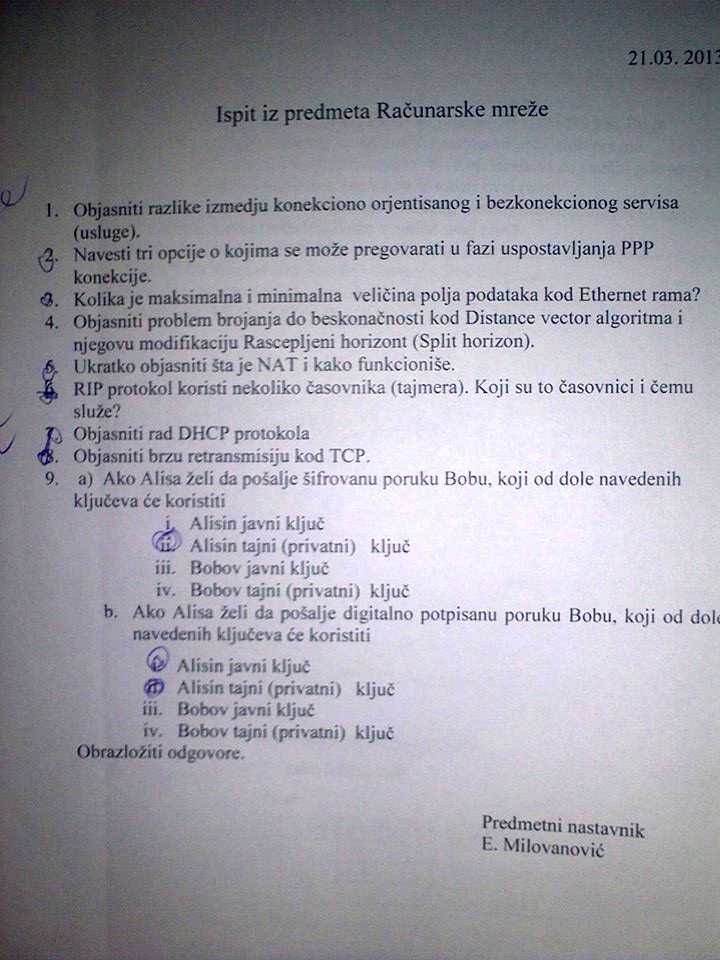 21.03. 2013
Ispit iz predmeta Računarske mreže
1. Objasniti razlike izmedju konekciono orjentisanog i bezkonekcionog servisa
(usluge).
2. Navesti tri opcije o kojima se može pregovarati u fazi uspostavljanja PPP
konekcije.
3. Kolika je maksimalna i minimalna veličina polja podataka kod Ethernet rama?
4. Objasniti problem brojanja do beskonačnosti kod Distance vector algoritma i
njegovu modifikaciju Rascepljeni horizont (Split horizon).
5. Ukratko objasniti šta je NAT i kako funkcioniše.
6. RIP protokol koristi nekoliko časovnika (tajmera). Koji su to časovnici i čemu
služe?
7. Objasniti rad DHCP protokola
8. Objasniti brzu retransmisiju kod TCP.
9. a) Ako Alisa želi da pošalje šifrovanu poruku Bobu, koji od dole navedenih
ključeva će koristiti
i. Alisin javni ključ
ii. Alisin tajni (privatni) ključ
iii. Bobov javni ključ
iv. Bobov tajni (privatni) ključ
b. Ako Alisa želi da pošalje digitalno potpisanu poruku Bobu, koji od dole
navedenih ključeva će koristiti
i. Alisin javni ključ
ii. Alisin tajni (privatni) ključ
iii. Bobov javni ključ
iv. Bobov tajni (privatni) ključ
Obrazložiti odgovore.
Predmetni nastavnik
E. Milovanović